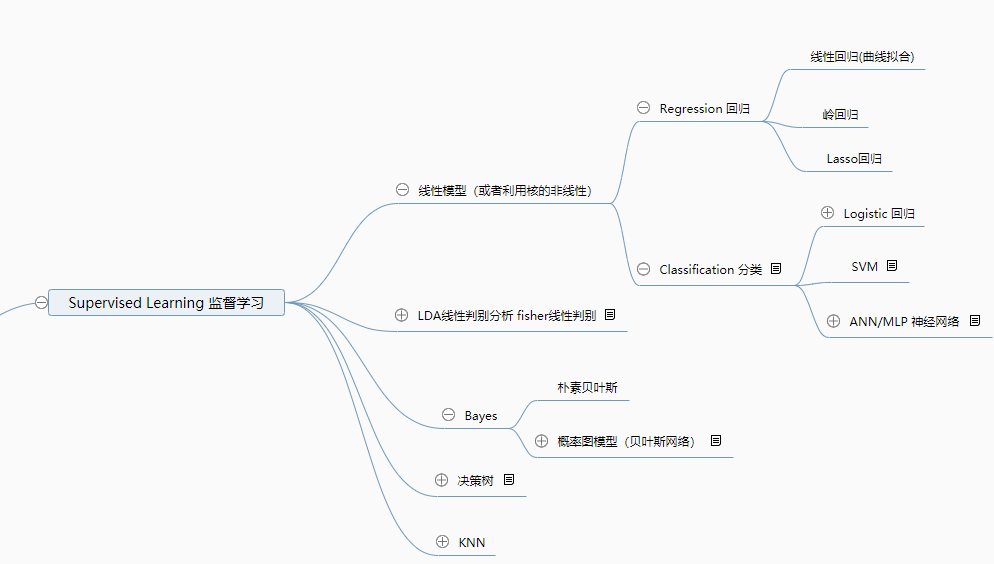 线性回归(曲线拟合)
Regression 回归
岭回归
Lasso回归
线性模型（或者利用核的非线性）
Logistic 回归
Classification 分类
SVM
ANN/MLP 神经网络
Supervised Learning 监督学习
LDA线性判别分析 fisher线性判别
朴素贝叶斯
Bayes
概率图模型（贝叶斯网络）
决策树
KNN